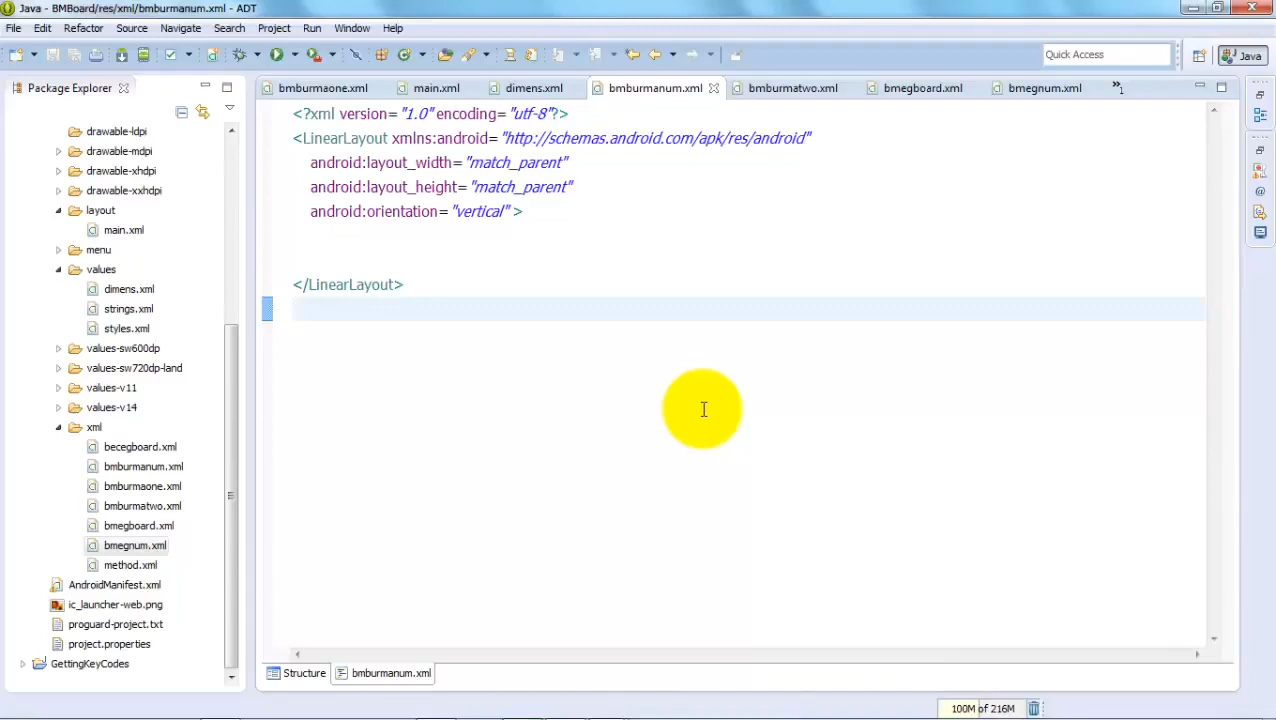 Java - BMBoard/res/xml/bmburmanum.xml - ADT
File Edit Refactor Source Navigate Search Project Run Window Help
Quick Access
Java
Package Explorer
bmburmaone.xml main.xml dimens.xml bmburmanum.xml bmburmatwo.xml bmegboard.xml bmegnum.xml »1
drawable-ldpi
drawable-mdpi
drawable-xhdpi
drawable-xxhdpi
layout
main.xml
menu
values
dimens.xml
strings.xml
styles.xml
values-sw600dp
values-sw720dp-land
values-v11
values-v14
xml
becegboard.xml
bmburmanum.xml
bmburmaone.xml
bmburmatwo.xml
bmegboard.xml
bmegnum.xml
method.xml
AndroidManifest.xml
ic_launcher-web.png
proguard-project.txt
project.properties
GettingKeyCodes
<?xml version="1.0" encoding="utf-8"?>
<LinearLayout xmlns:android="http://schemas.android.com/apk/res/android"
android:layout_width="match_parent"
android:layout_height="match_parent"
android:orientation="vertical" >
</LinearLayout>
Structure bmburmanum.xml
100M of 216M